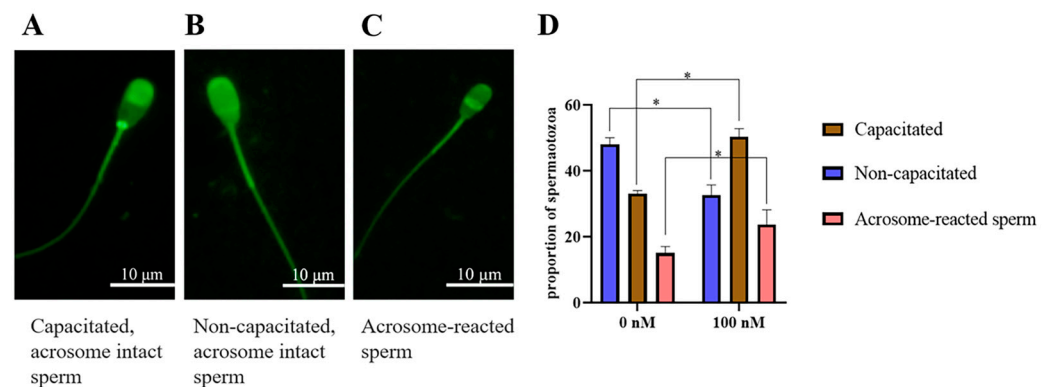 A
B
C
D
10 μm
10 μm
10 μm
Capacitated,
acrosome intact
sperm
Non-capacitated,
acrosome intact
sperm
Acrosome-reacted
sperm
proportion of spermaotozoa
60
40
20
0
*
*
*
0 nM
100 nM
Capacitated
Non-capacitated
Acrosome-reacted sperm